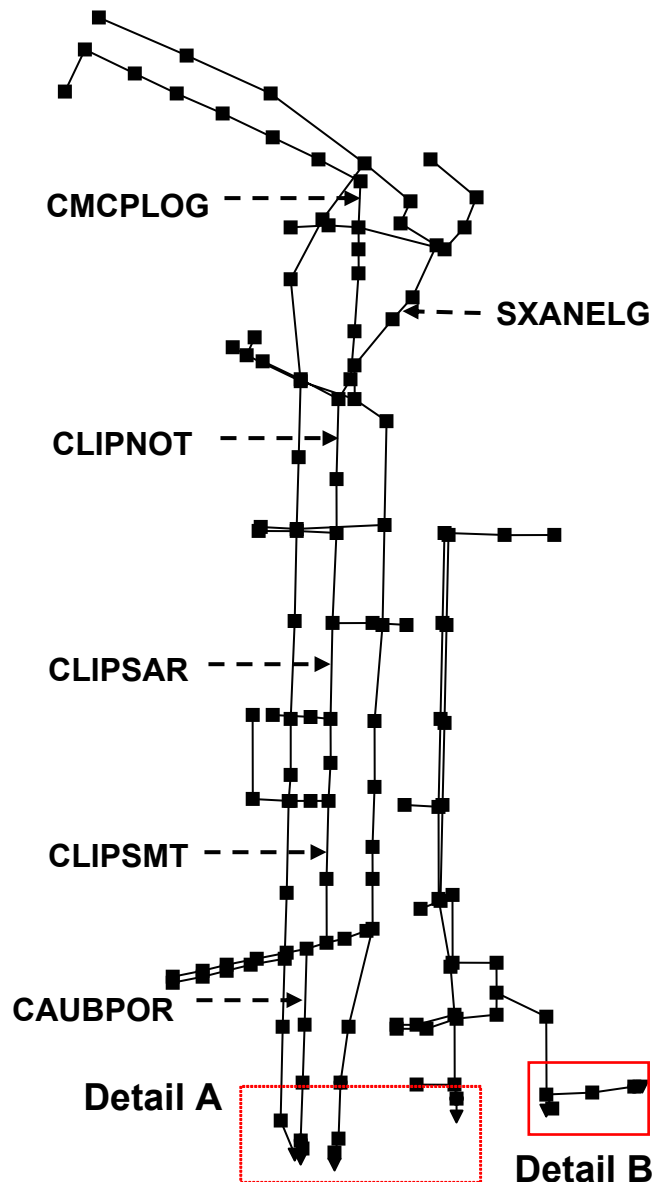 CMCPLOG
SXANELG
CLIPNOT
CLIPSAR
CLIPSMT
CAUBPOR
Detail A
Detail B